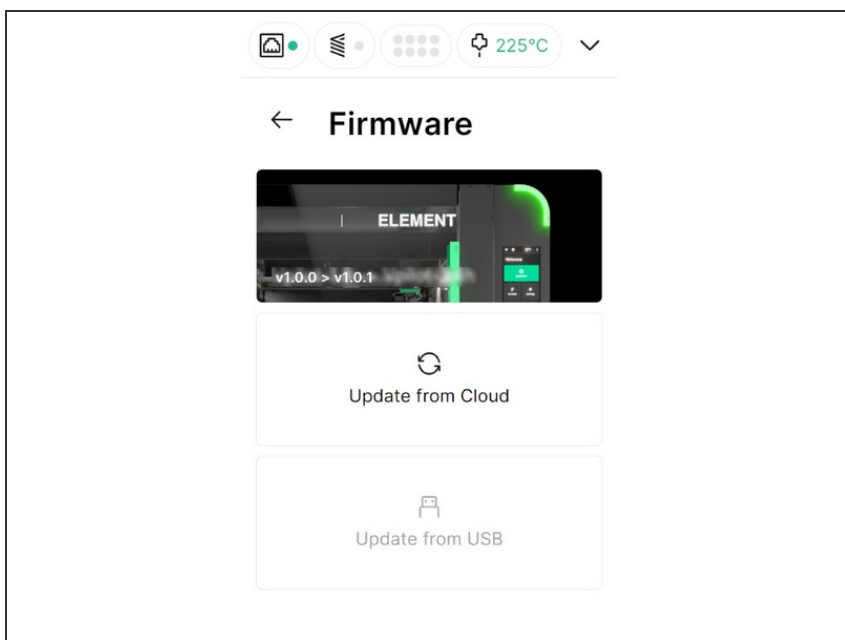 225°C
Firmware
ELEMENT
v1.0.0 > v1.0.1
Update from Cloud
Update from USB